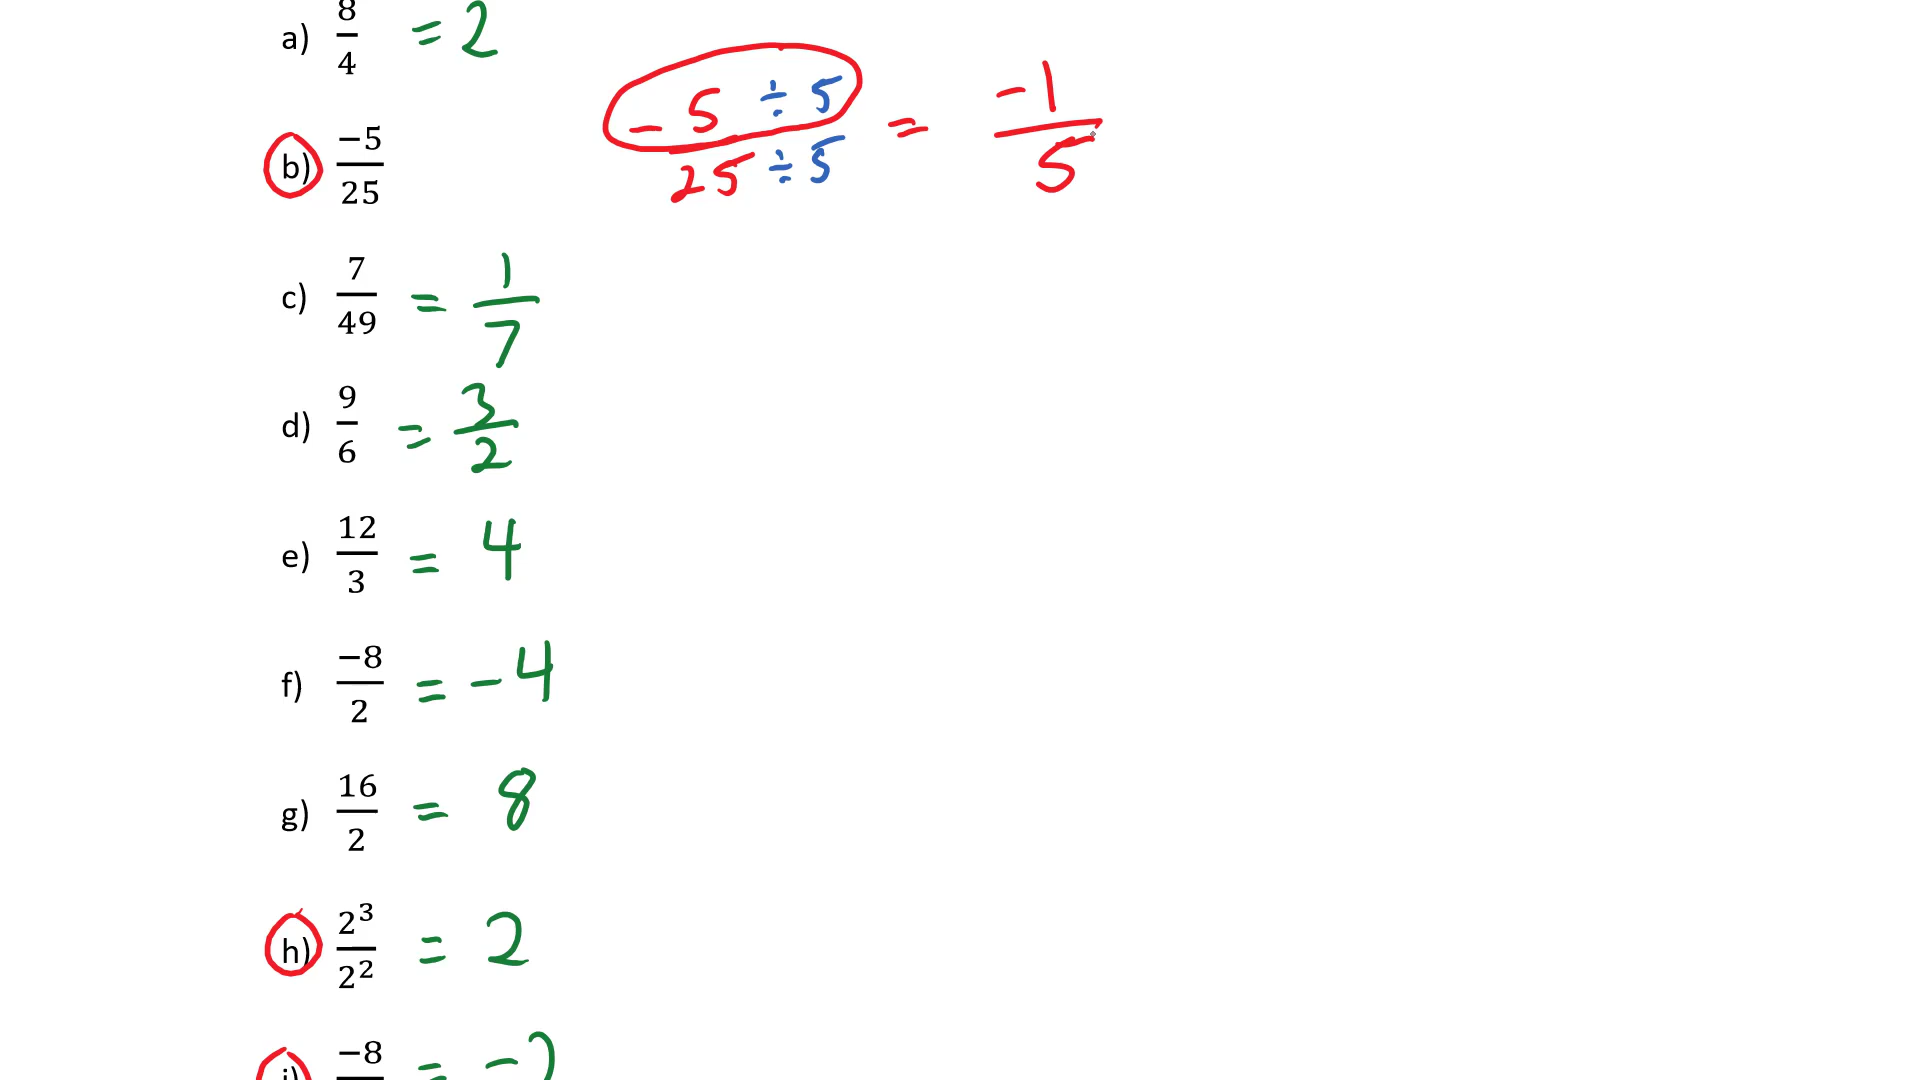 a) 8/4 = 2
b) −5/25
−5 ÷ 5 / 25 ÷ 5 = −1/5
c) 7/49 = 1/7
d) 9/6 = 3/2
e) 12/3 = 4
f) −8/2 = −4
g) 16/2 = 8
h) 2³/2² = 2
i) −8 = −2